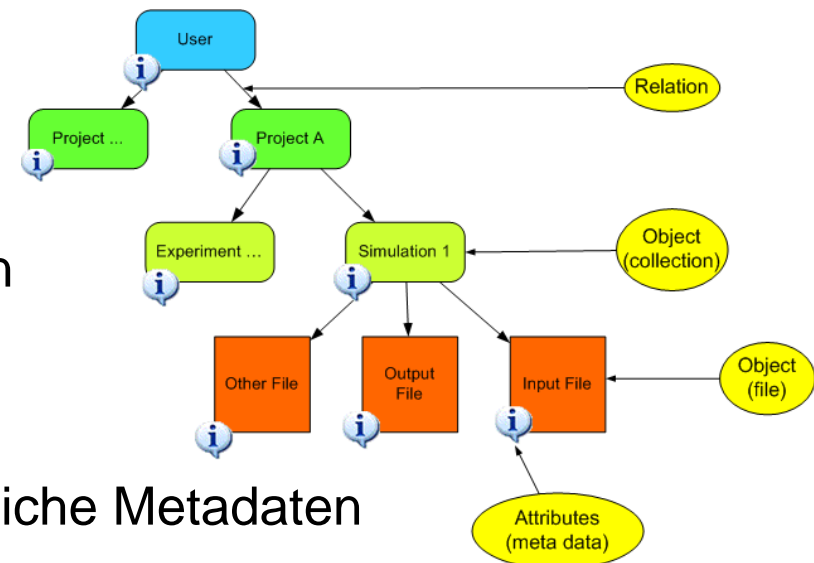 User
Relation
Project ...
Project A
Experiment ...
Simulation 1
Object
(collection)
n
Other File
Output
File
Input File
Object
(file)
iche Metadaten
Attributes
(meta data)